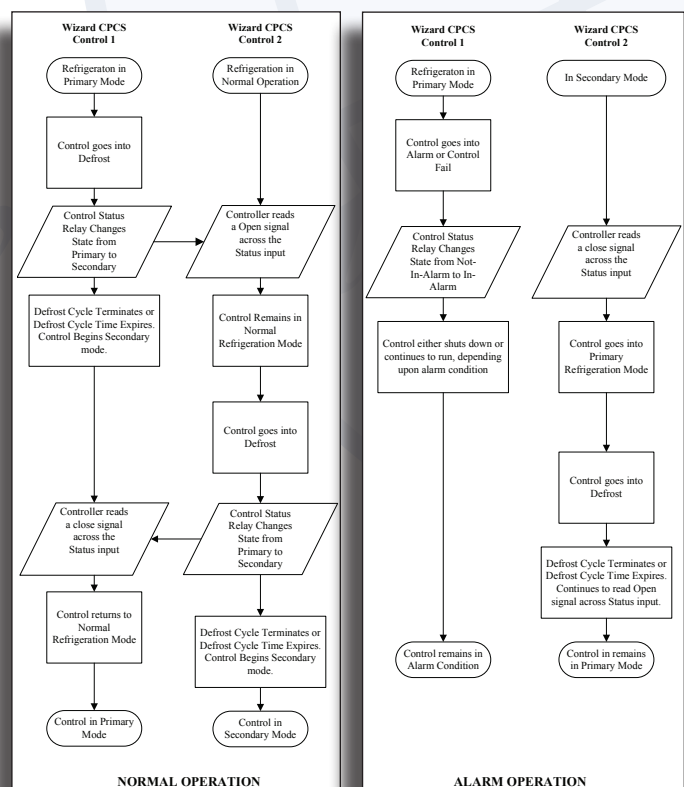 Wizard CPCS
Control 1
Refrigeraton in
Primary Mode
Control goes into
Defrost
Control Status
Relay Changes
State from
Primary to
Secondary
Defrost Cycle Terminates or
Defrost Cycle Time Expires.
Control Begins Secondary
mode.
Controller reads
a close signal
across the
Status input
Control returns to
Normal
Refrigeration Mode
Control in Primary
Mode
Wizard CPCS
Control 2
Refrigeration in
Normal Operation
Controller reads
a Open signal
across the
Status input
Control Remains in
Normal
Refrigeration Mode
Control goes into
Defrost
Control Status
Relay Changes
State from
Primary to
Secondary
Defrost Cycle Terminates or
Defrost Cycle Time Expires.
Control Begins Secondary
mode.
Control in
Secondary Mode
NORMAL OPERATION
Wizard CPCS
Control 1
Refrigeraton in
Primary Mode
Control goes into
Alarm or Control
Fail
Control Status
Relay Changes
State from Not-
In-Alarm to In-
Alarm
Control either shuts down or
continues to run, depending
upon alarm condition
Control remains in
Alarm Condition
Wizard CPCS
Control 2
In Secondary Mode
Controller reads
a close signal
across the
Status input
Control goes into
Primary
Refrigeration Mode
Control goes into
Defrost
Defrost Cycle Terminates or
Defrost Cycle Time Expires.
Continues to read Open
signal across Status input.
Control in remains
in Primary Mode
ALARM OPERATION